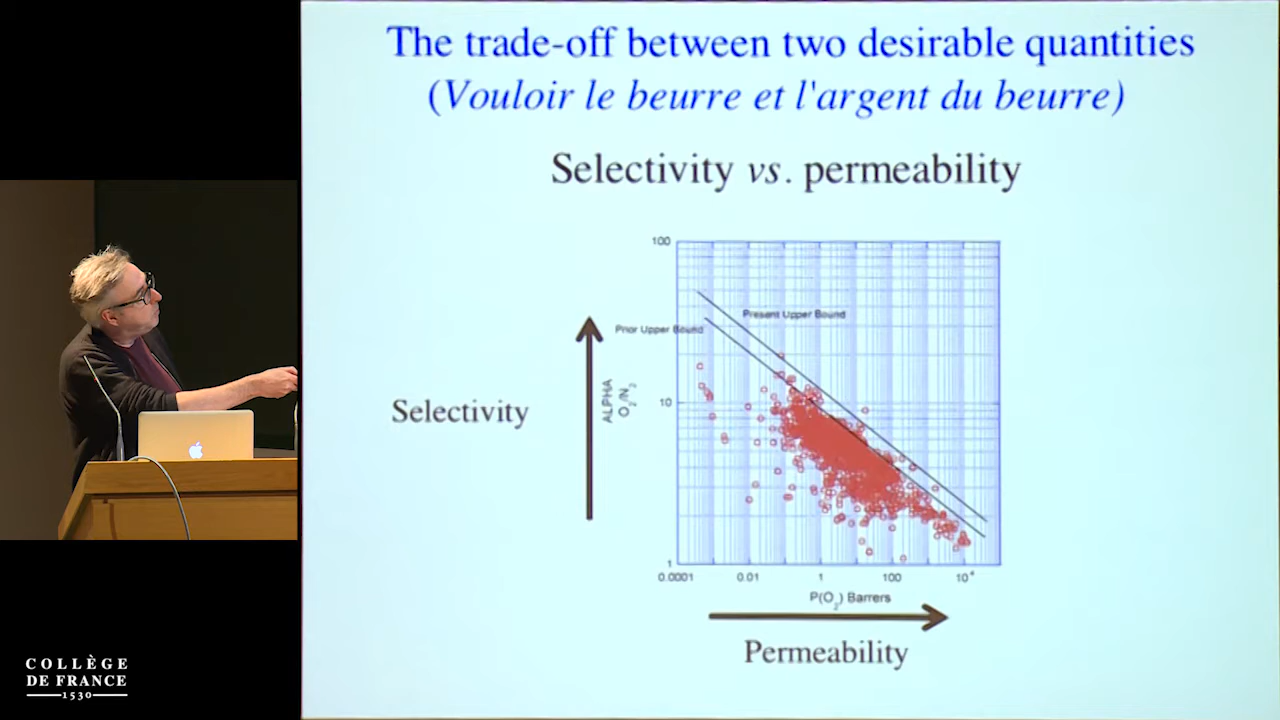 The trade-off between two desirable quantities
(Vouloir le beurre et l'argent du beurre)
Selectivity vs. permeability
100
Present Upper Bound
Prior Upper Bound
Selectivity
ALPHA
O2/N2
10
1
0.0001
0.01
1
100
10⁴
P(O2) Barrers
Permeability
COLLÈGE
DE FRANCE
1530